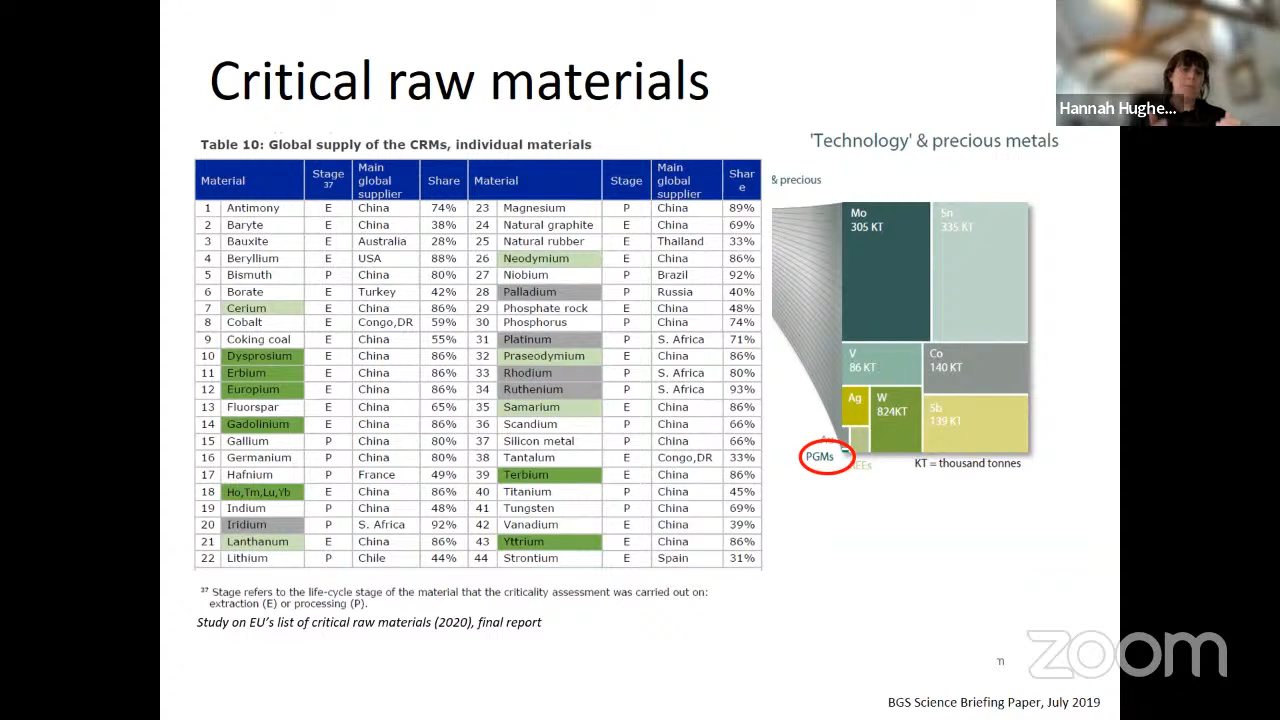 Critical raw materials
Hannah Hughe...
Table 10: Global supply of the CRMs, individual materials
Material Stage 37 Main global supplier Share Material Stage Main global supplier Share
1 Antimony E China 74% 23 Magnesium P China 89%
2 Baryte E China 38% 24 Natural graphite E China 69%
3 Bauxite E Australia 28% 25 Natural rubber E Thailand 33%
4 Beryllium E USA 88% 26 Neodymium E China 86%
5 Bismuth P China 80% 27 Niobium P Brazil 92%
6 Borate E Turkey 42% 28 Palladium P Russia 40%
7 Cerium E China 86% 29 Phosphate rock E China 48%
8 Cobalt E Congo,DR 59% 30 Phosphorus P China 74%
9 Coking coal E China 55% 31 Platinum P S. Africa 71%
10 Dysprosium E China 86% 32 Praseodymium E China 86%
11 Erbium E China 86% 33 Rhodium P S. Africa 80%
12 Europium E China 86% 34 Ruthenium P S. Africa 93%
13 Fluorspar E China 65% 35 Samarium E China 86%
14 Gadolinium E China 86% 36 Scandium P China 66%
15 Gallium P China 80% 37 Silicon metal P China 66%
16 Germanium P China 80% 38 Tantalum E Congo,DR 33%
17 Hafnium P France 49% 39 Terbium E China 86%
18 Ho,Tm,Lu,Yb E China 86% 40 Titanium P China 45%
19 Indium P China 48% 41 Tungsten P China 69%
20 Iridium P S. Africa 92% 42 Vanadium E China 39%
21 Lanthanum E China 86% 43 Yttrium E China 86%
22 Lithium P Chile 44% 44 Strontium E Spain 31%
37 Stage refers to the life-cycle stage of the material that the criticality assessment was carried out on:
extraction (E) or processing (P).
Study on EU's list of critical raw materials (2020), final report
'Technology' & precious metals
& precious
Mo
305 KT
Sn
335 KT
V
86 KT
Co
140 KT
Ag
W
824KT
Sb
139 KT
PGMs
KT = thousand tonnes
m
zoom
BGS Science Briefing Paper, July 2019